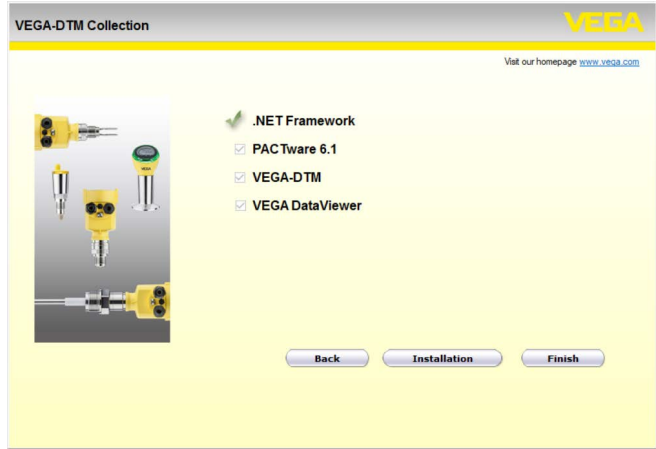 VEGA-DTM Collection
VEGA
Visit our homepage www.vega.com
.NET Framework
PACTware 6.1
VEGA-DTM
VEGA DataViewer
Back
Installation
Finish